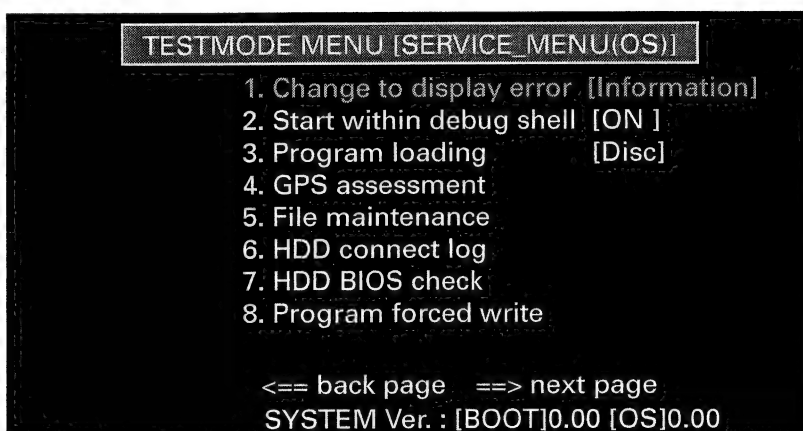 TESTMODE MENU [SERVICE_MENU(OS)]
1. Change to display error [Information]
2. Start within debug shell [ON ]
3. Program loading [Disc]
4. GPS assessment
5. File maintenance
6. HDD connect log
7. HDD BIOS check
8. Program forced write
<== back page ==> next page
SYSTEM Ver. : [BOOT]0.00 [OS]0.00